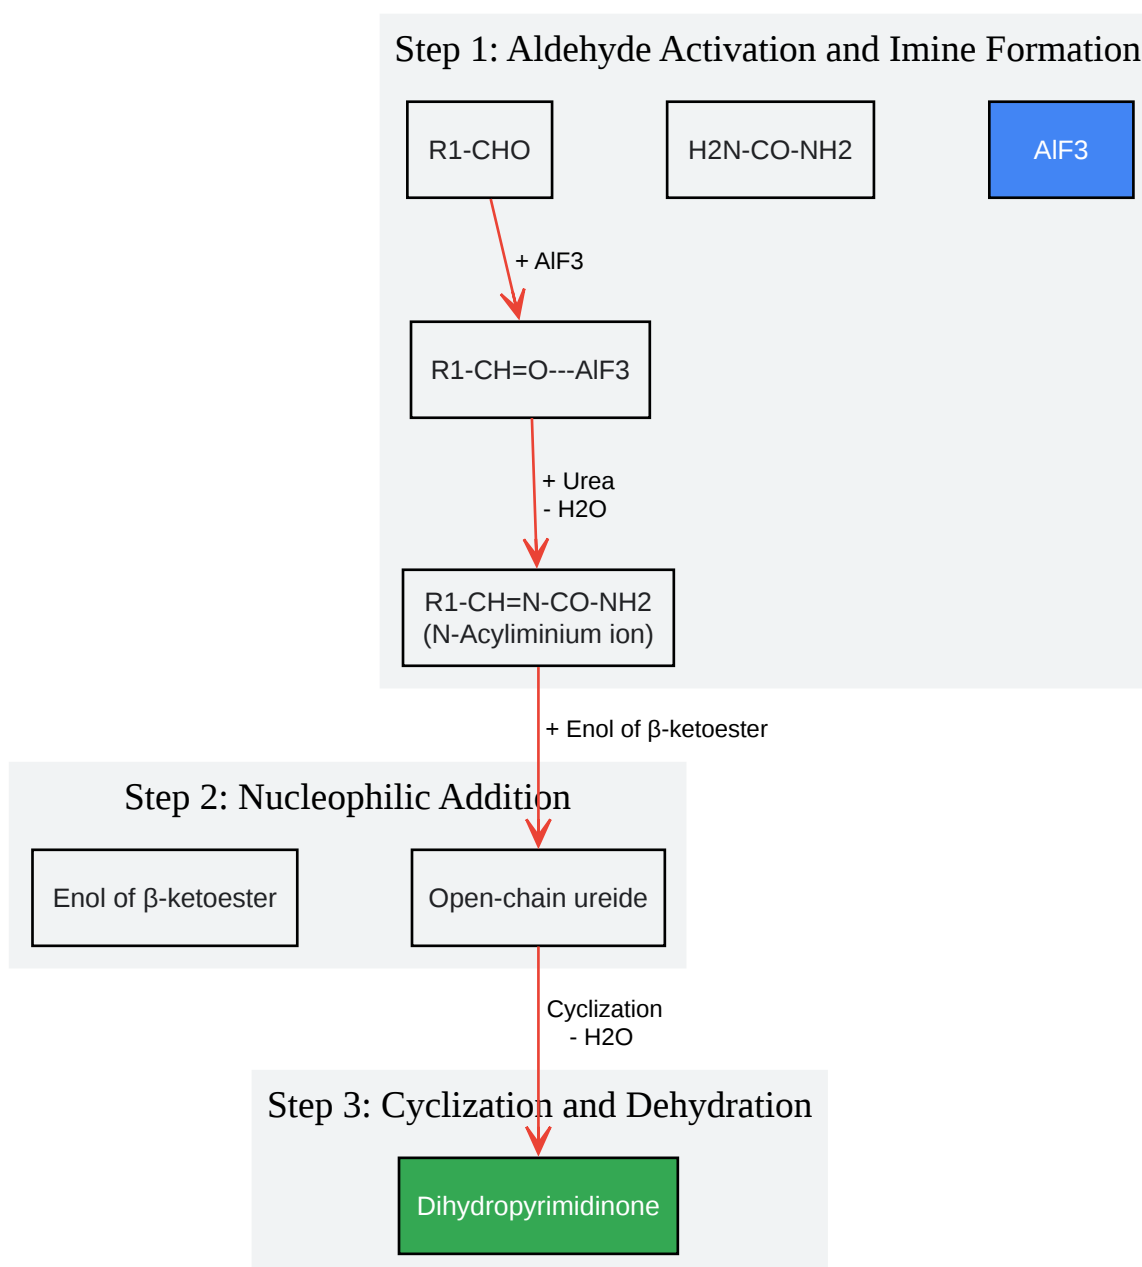 Step 1: Aldehyde Activation and Imine Formation
R1-CHO
H2N-CO-NH2
AlF3
+ AlF3
R1-CH=O---AlF3
+ Urea
- H2O
R1-CH=N-CO-NH2
(N-Acyliminium ion)
+ Enol of β-ketoester
Step 2: Nucleophilic Addition
Enol of β-ketoester
Open-chain ureide
Cyclization
- H2O
Step 3: Cyclization and Dehydration
Dihydropyrimidinone